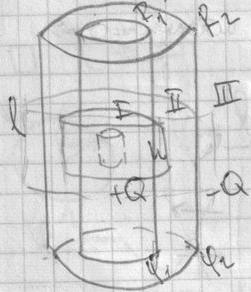 R₁ R₂
I II III
l
h
+Q -Q
φ₁ φ₂